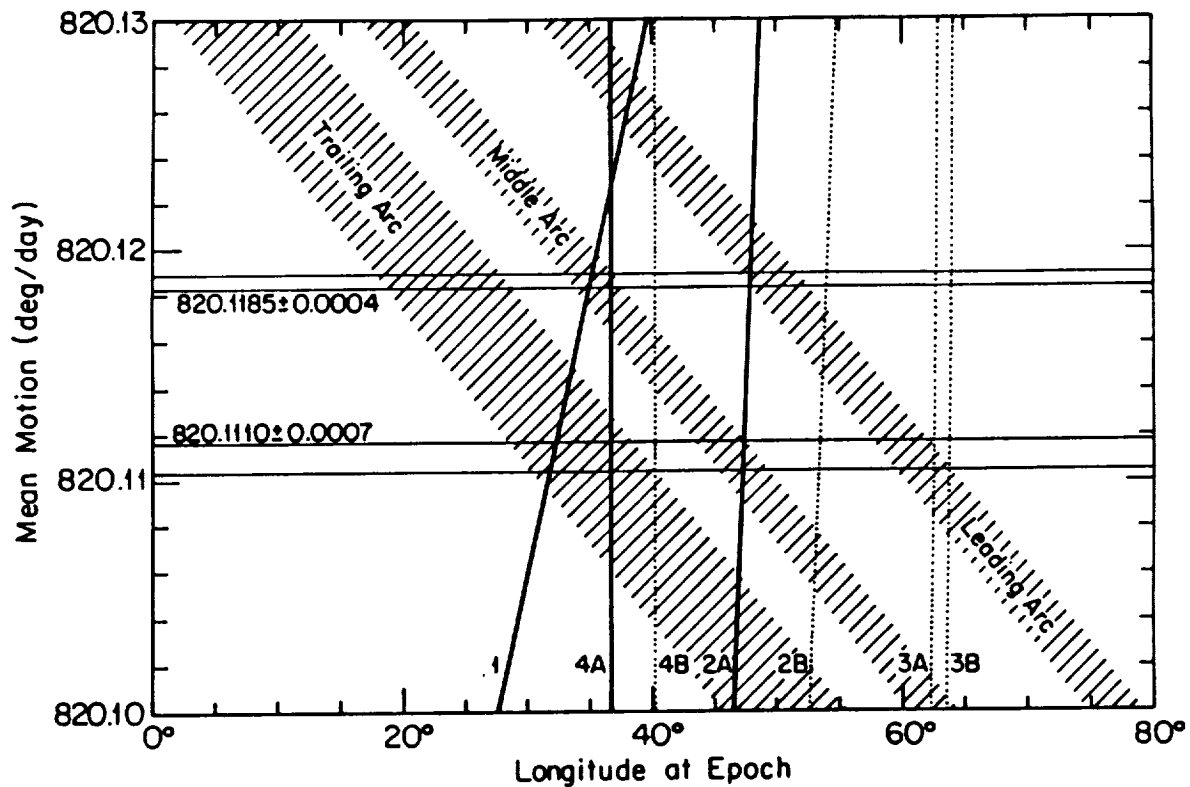 820.13
820.12
820.11
820.10
Mean Motion (deg/day)
Trailing Arc
Middle Arc
Leading Arc
820.1185±0.0004
820.1110±0.0007
1
4A
4B
2A
2B
3A
3B
0°
20°
40°
60°
80°
Longitude at Epoch